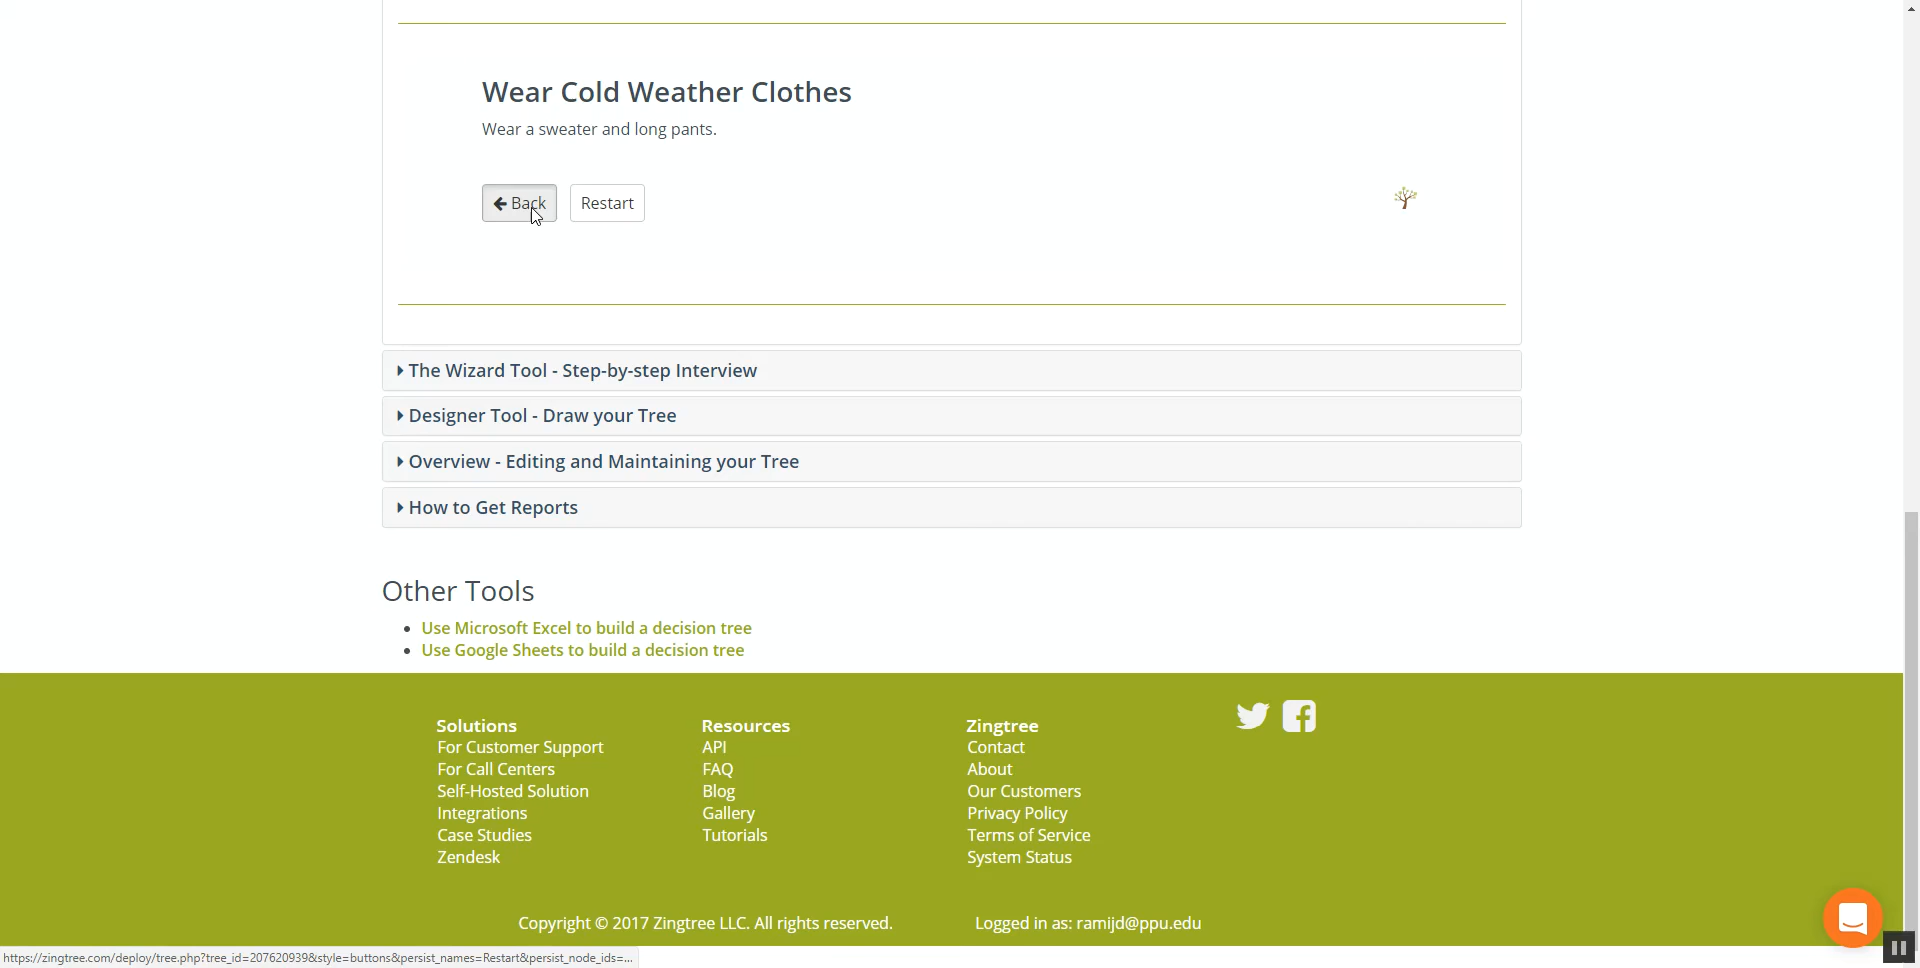 Wear Cold Weather Clothes
Wear a sweater and long pants.
Back
Restart
The Wizard Tool - Step-by-step Interview
Designer Tool - Draw your Tree
Overview - Editing and Maintaining your Tree
How to Get Reports
Other Tools
Use Microsoft Excel to build a decision tree
Use Google Sheets to build a decision tree
Solutions
For Customer Support
For Call Centers
Self-Hosted Solution
Integrations
Case Studies
Zendesk
Resources
API
FAQ
Blog
Gallery
Tutorials
Zingtree
Contact
About
Our Customers
Privacy Policy
Terms of Service
System Status
Copyright © 2017 Zingtree LLC. All rights reserved.
Logged in as: ramijd@ppu.edu
https://zingtree.com/deploy/tree.php?tree_id=207620939&style=buttons&persist_names=Restart&persist_node_ids=...